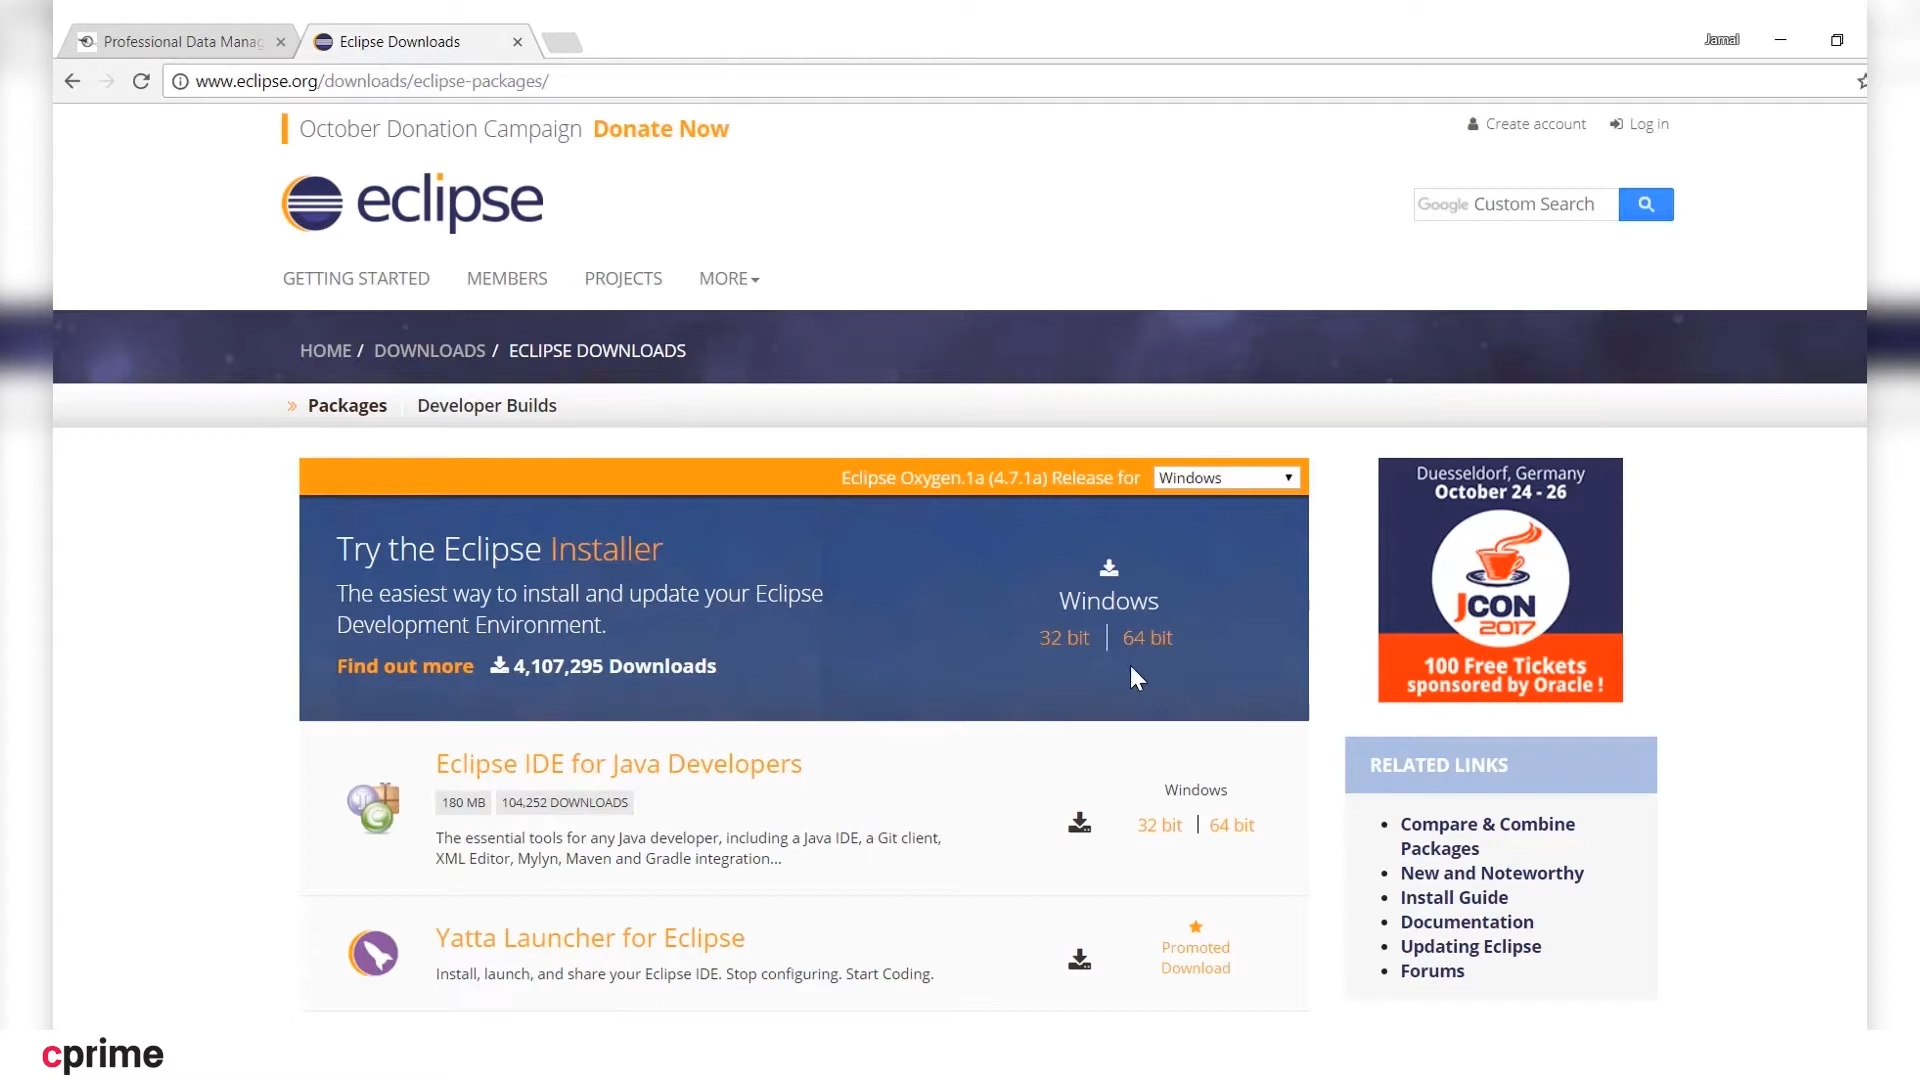 Professional Data Manag
Eclipse Downloads
Jamal
www.eclipse.org/downloads/eclipse-packages/
October Donation Campaign Donate Now
Create account
Log in
eclipse
Google Custom Search
GETTING STARTED
MEMBERS
PROJECTS
MORE
HOME / DOWNLOADS / ECLIPSE DOWNLOADS
Packages
Developer Builds
Eclipse Oxygen.1a (4.7.1a) Release for
Windows
Try the Eclipse Installer
The easiest way to install and update your Eclipse
Development Environment.
Find out more 4,107,295 Downloads
Windows
32 bit | 64 bit
Duesseldorf, Germany
October 24 - 26
JCON
2017
100 Free Tickets
sponsored by Oracle !
Eclipse IDE for Java Developers
180 MB
104,252 DOWNLOADS
The essential tools for any Java developer, including a Java IDE, a Git client,
XML Editor, Mylyn, Maven and Gradle integration...
Windows
32 bit | 64 bit
Yatta Launcher for Eclipse
Install, launch, and share your Eclipse IDE. Stop configuring. Start Coding.
Promoted
Download
RELATED LINKS
Compare & Combine
Packages
New and Noteworthy
Install Guide
Documentation
Updating Eclipse
Forums
cprime